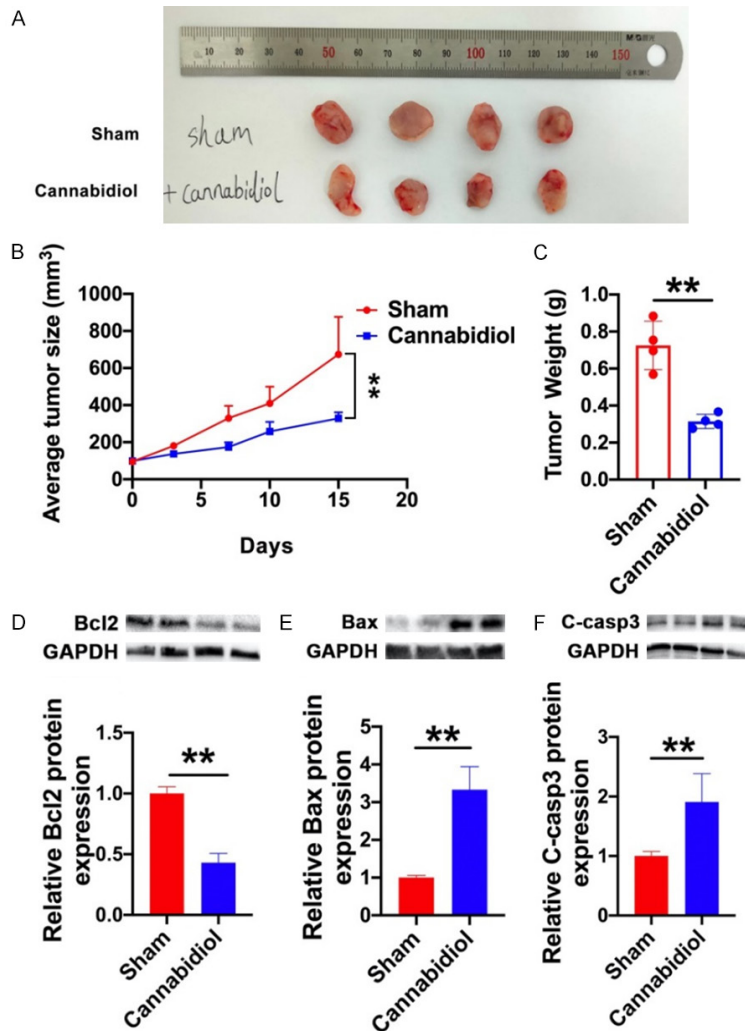 A
10 20 30 40 50 60 70 80 90 100 110 120 130 140 150
Sham
sham
Cannabidiol
+ cannabidiol
B
Average tumor size (mm³)
1000
800
600
400
200
0
0 5 10 15 20
Days
Sham
Cannabidiol
**
C
Tumor Weight (g)
**
1.0
0.8
0.6
0.4
0.2
0.0
Sham
Cannabidiol
D
Bcl2
GAPDH
Relative Bcl2 protein
expression
**
1.5
1.0
0.5
0.0
Sham
Cannabidiol
E
Bax
GAPDH
Relative Bax protein
expression
**
5
4
3
2
1
0
Sham
Cannabidiol
F
C-casp3
GAPDH
Relative C-casp3 protein
expression
**
3
2
1
0
Sham
Cannabidiol